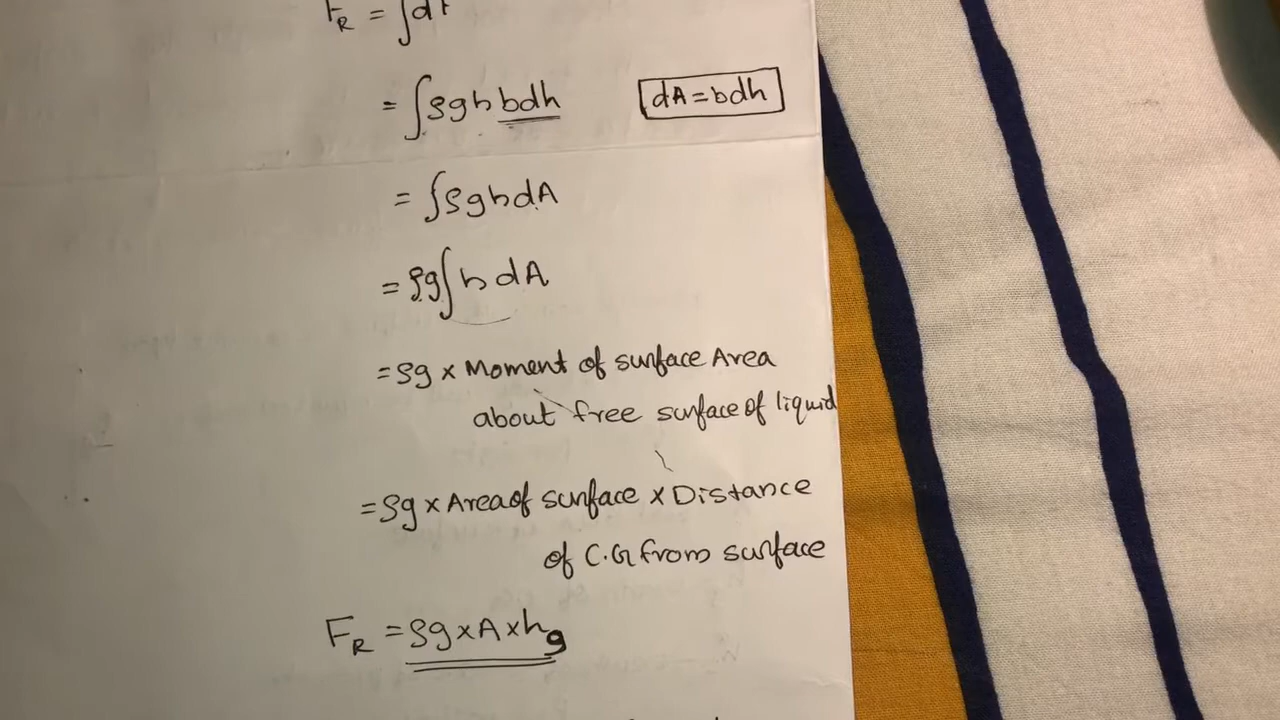 F_R = ∫dF
= ∫ρgh bdh
dA = bdh
= ∫ρghdA
= ρg∫h dA
= ρg × Moment of surface Area
about free surface of liquid
= ρg × Area of surface × Distance
of C.G from surface
F_R = ρg×A×h_g